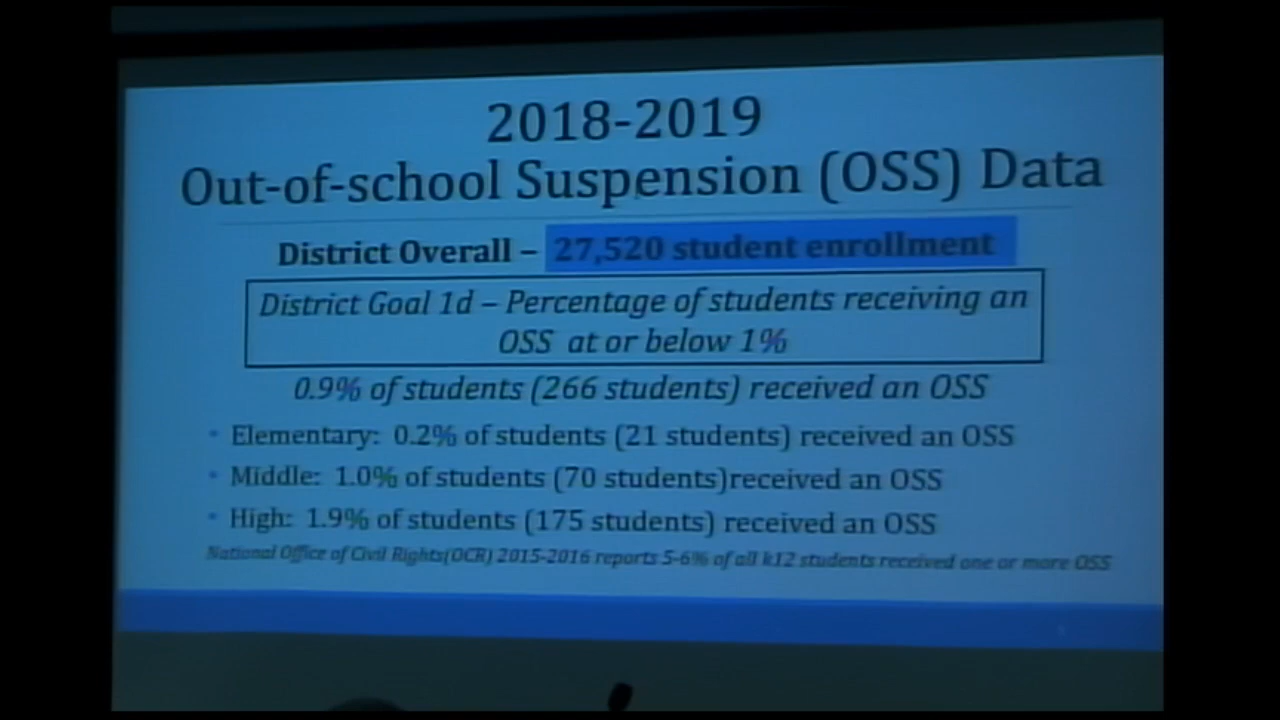 2018-2019
Out-of-school Suspension (OSS) Data
District Overall – 27,520 student enrollment
District Goal 1d – Percentage of students receiving an
OSS at or below 1%
0.9% of students (266 students) received an OSS
• Elementary: 0.2% of students (21 students) received an OSS
• Middle: 1.0% of students (70 students)received an OSS
• High: 1.9% of students (175 students) received an OSS
National Office of Civil Rights(OCR) 2015-2016 reports 5-6% of all k12 students received one or more OSS